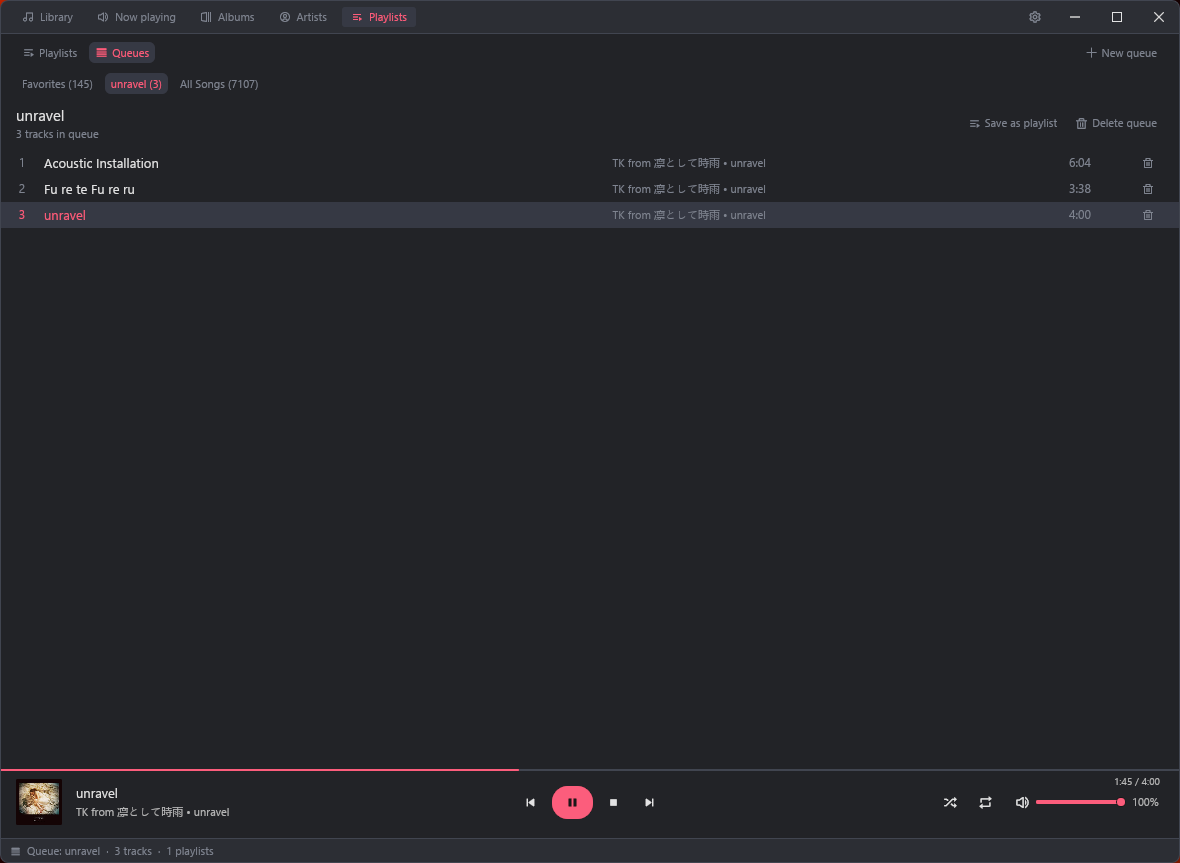 Library Now playing Albums Artists Playlists
Playlists Queues New queue
Favorites (145) unravel (3) All Songs (7107)
unravel
3 tracks in queue
Save as playlist Delete queue
1 Acoustic Installation TK from 凛として時雨 • unravel 6:04
2 Fu re te Fu re ru TK from 凛として時雨 • unravel 3:38
3 unravel TK from 凛として時雨 • unravel 4:00
1:45 / 4:00
unravel
TK from 凛として時雨 • unravel
100%
Queue: unravel · 3 tracks · 1 playlists